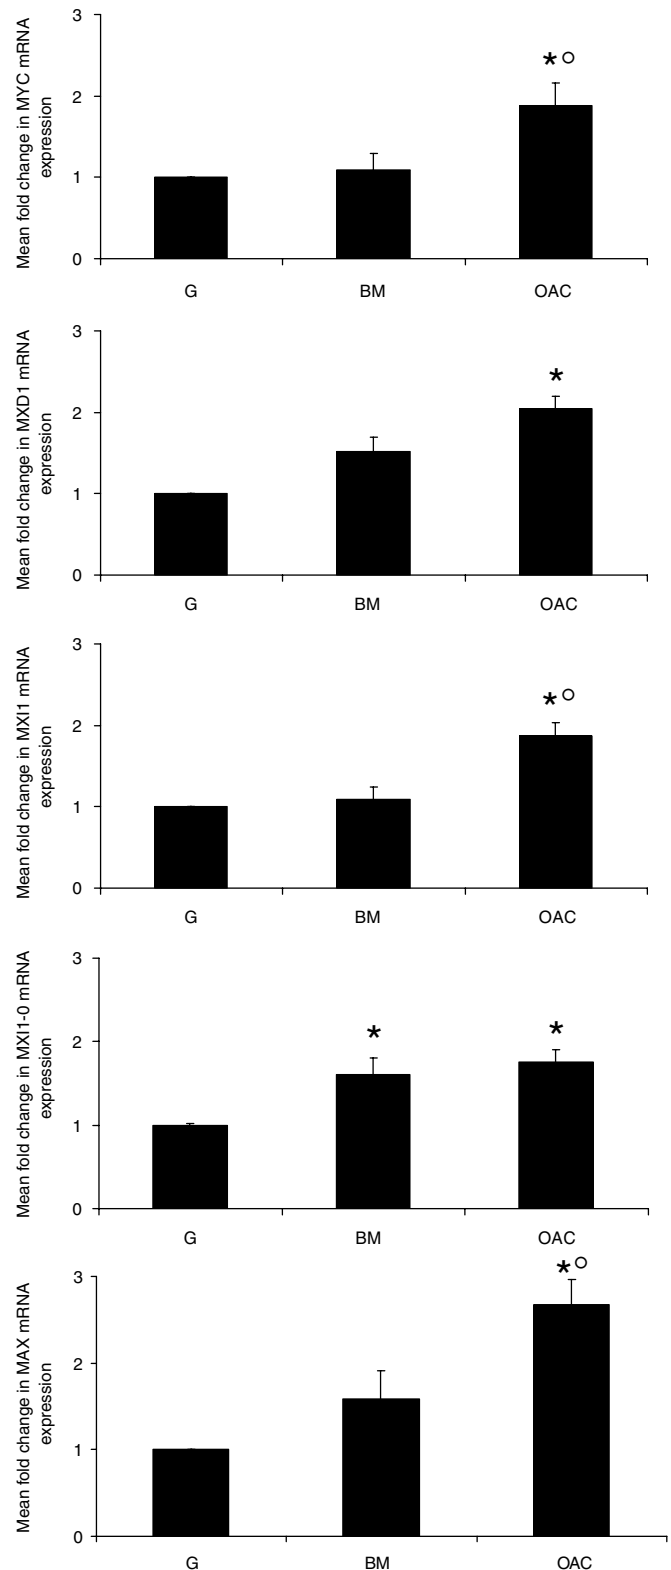 Mean fold change in MYC mRNA
expression
3
2
1
0
* ○
G BM OAC
Mean fold change in MXD1 mRNA
expression
3
2
1
0
*
G BM OAC
Mean fold change in MXI1 mRNA
expression
3
2
1
0
* ○
G BM OAC
Mean fold change in MXI1-0 mRNA
expression
3
2
1
0
* *
G BM OAC
Mean fold change in MAX mRNA
expression
3
2
1
0
* ○
G BM OAC